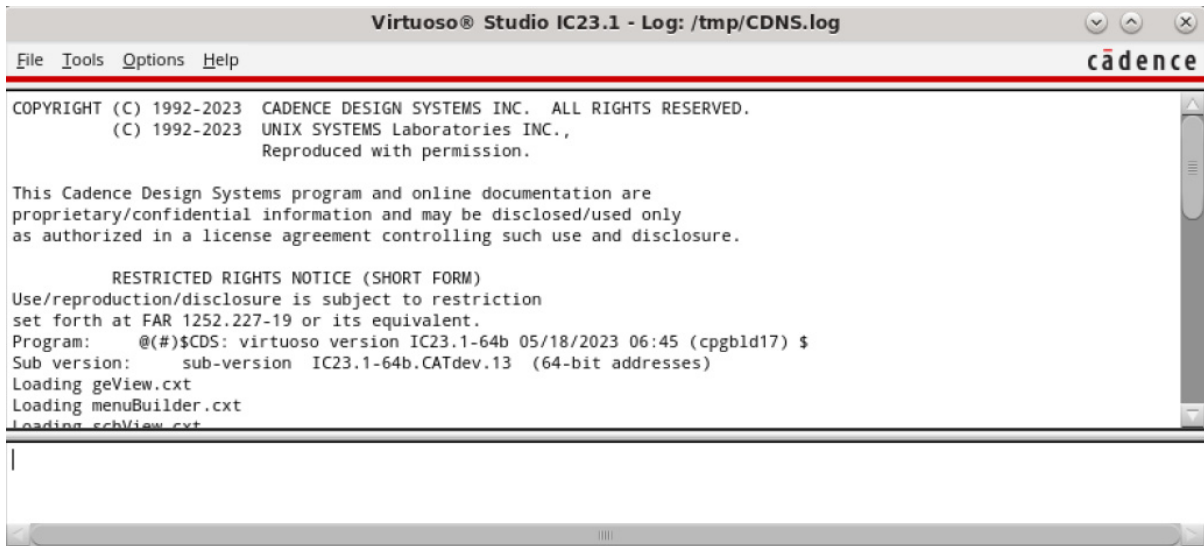 Virtuoso® Studio IC23.1 - Log: /tmp/CDNS.log
File Tools Options Help
cādence
COPYRIGHT (C) 1992-2023 CADENCE DESIGN SYSTEMS INC. ALL RIGHTS RESERVED.
(C) 1992-2023 UNIX SYSTEMS Laboratories INC.,
Reproduced with permission.
This Cadence Design Systems program and online documentation are
proprietary/confidential information and may be disclosed/used only
as authorized in a license agreement controlling such use and disclosure.
RESTRICTED RIGHTS NOTICE (SHORT FORM)
Use/reproduction/disclosure is subject to restriction
set forth at FAR 1252.227-19 or its equivalent.
Program: @(#)$CDS: virtuoso version IC23.1-64b 05/18/2023 06:45 (cpgbld17) $
Sub version: sub-version IC23.1-64b.CATdev.13 (64-bit addresses)
Loading geView.cxt
Loading menuBuilder.cxt
Loading schView.cxt